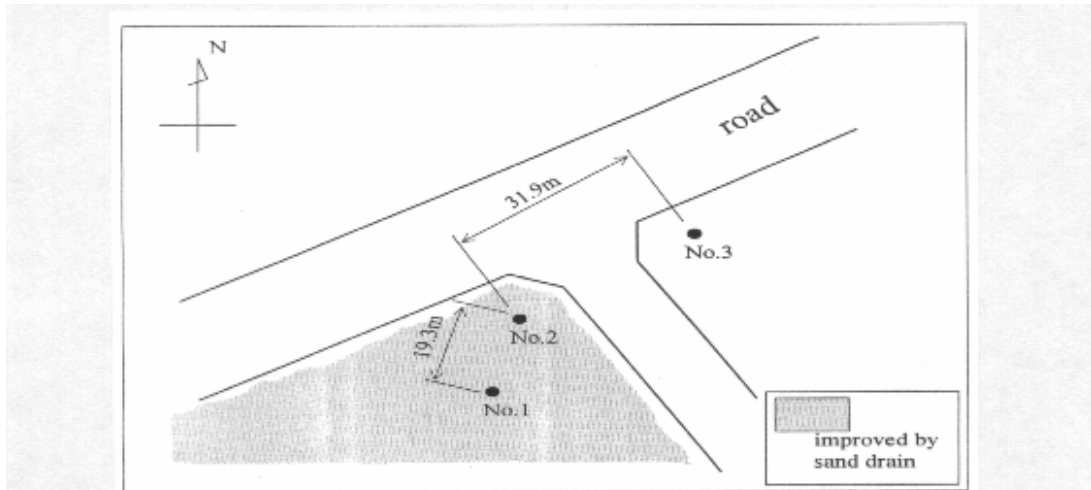 N
road
31.9m
No.3
19.3m
No.2
No.1
improved by
sand drain